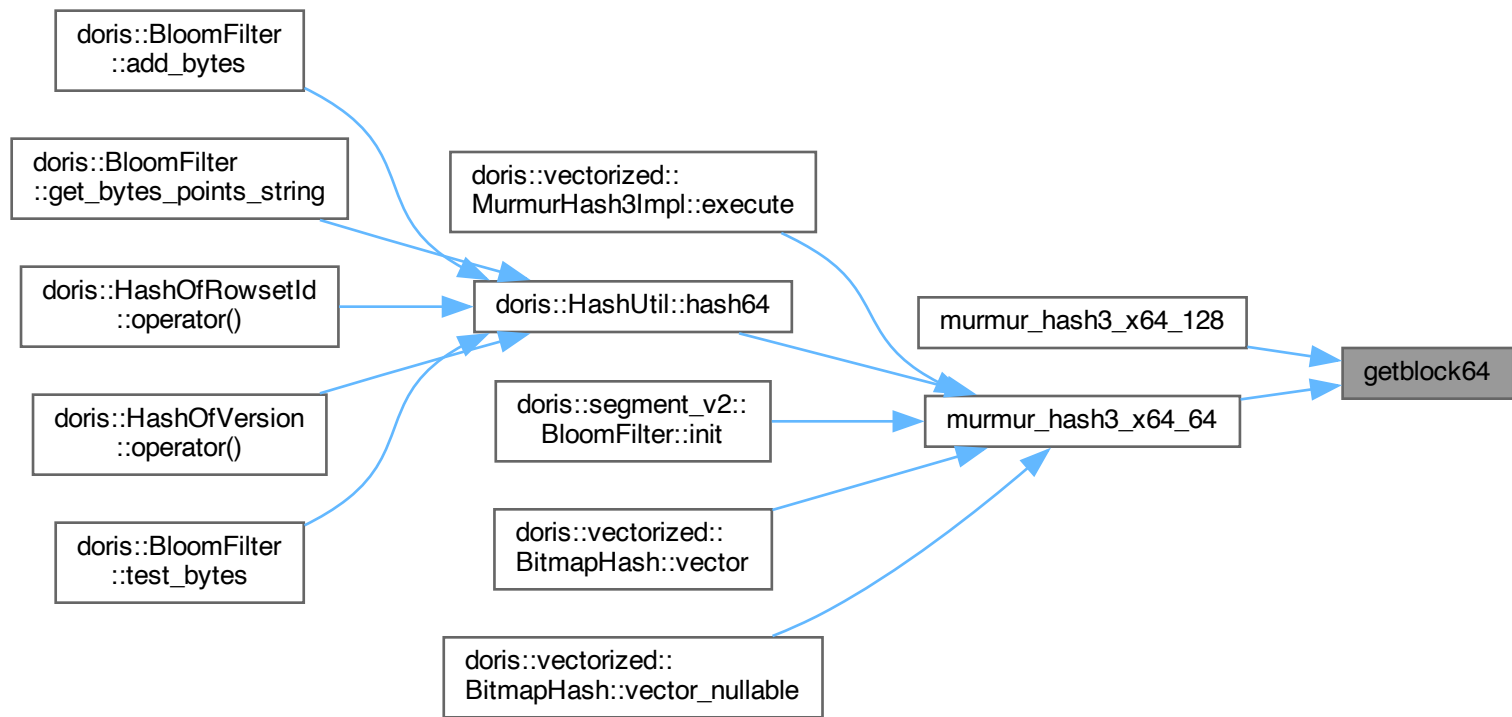 doris::BloomFilter
::add_bytes
doris::BloomFilter
::get_bytes_points_string
doris::HashOfRowsetId
::operator()
doris::HashOfVersion
::operator()
doris::BloomFilter
::test_bytes
doris::vectorized::
MurmurHash3Impl::execute
doris::HashUtil::hash64
doris::segment_v2::
BloomFilter::init
doris::vectorized::
BitmapHash::vector
doris::vectorized::
BitmapHash::vector_nullable
murmur_hash3_x64_128
murmur_hash3_x64_64
getblock64